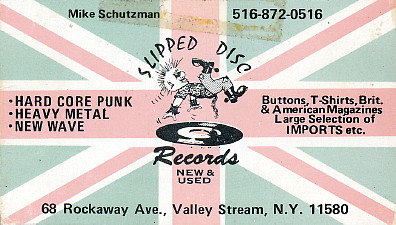 Mike Schutzman 516-872-0516
SLIPPED DISC
• HARD CORE PUNK
• HEAVY METAL
• NEW WAVE
Buttons, T-Shirts, Brit.
& American Magazines
Large Selection of
IMPORTS etc.
Records
NEW &
USED
68 Rockaway Ave., Valley Stream, N.Y. 11580